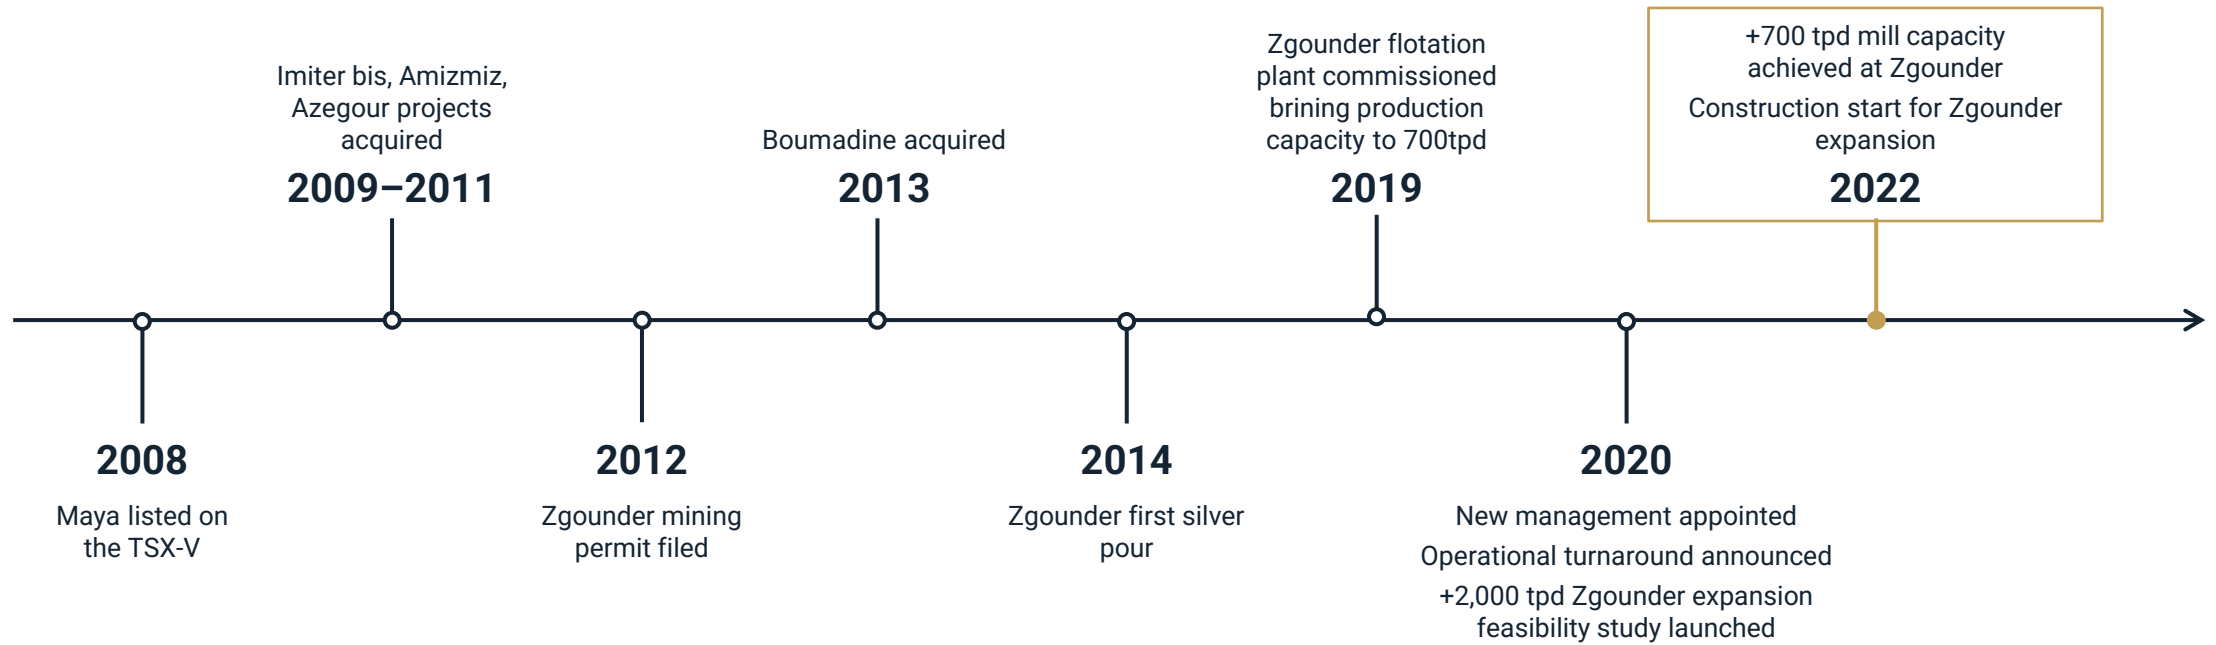 Imiter bis, Amizmiz,
Azegour projects
acquired
2009–2011
Boumadine acquired
2013
Zgounder flotation
plant commissioned
brining production
capacity to 700tpd
2019
+700 tpd mill capacity
achieved at Zgounder
Construction start for Zgounder
expansion
2022
2008
Maya listed on
the TSX-V
2012
Zgounder mining
permit filed
2014
Zgounder first silver
pour
2020
New management appointed
Operational turnaround announced
+2,000 tpd Zgounder expansion
feasibility study launched